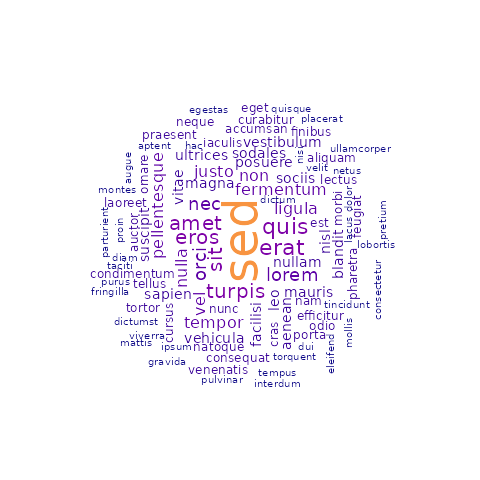 egestas
eget quisque
neque
curabitur
placerat
praesent
accumsan
finibus
aptent
hac
iaculis
vestibulum
ullamcorper
ultrices
sodales
nis
aliquam
augue
ornare
pellentesque
posuere
velit
netus
justo
non
sociis
lectus
montes
vitae
magna
fermentum
laoreet
nec
sed
dictum
ligula
morbi
dolor
feugiat
pretium
parturient
proin
auctor
suscipit
amet
quis
est
lacus
eros
erat
nisl
blandit
lobortis
diam
taciti
nulla
orci
sit
nullam
pharetra
consectetur
condimentum
lorem
purus
tellus
fringilla
sapien
vel
turpis
leo
mauris
aenean
nam
tincidunt
tortor
cursus
nunc
facilisi
efficitur
dictumst
tempor
cras
odio
mollis
viverra
vehicula
porta
eleifend
mattis
ipsum
natoque
dui
gravida
consequat
torquent
venenatis
tempus
pulvinar
interdum